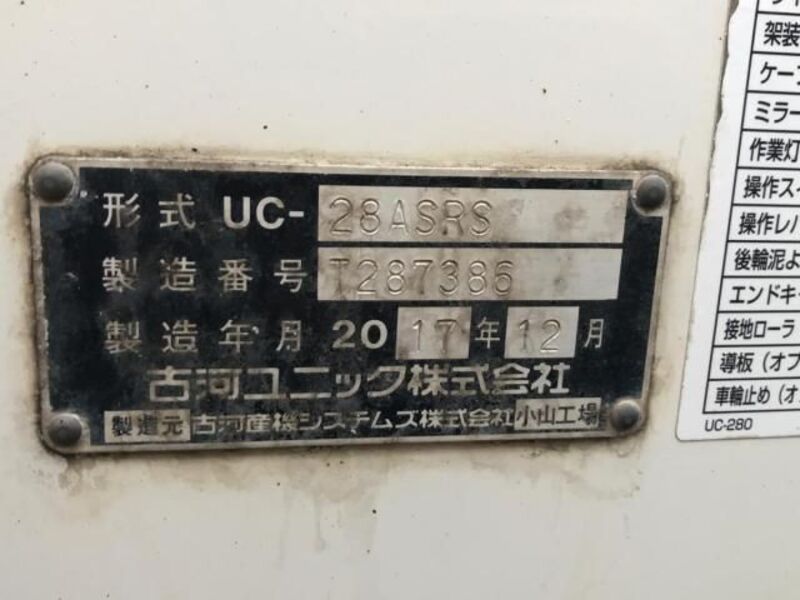 形式 UC- 28ASRS
製造番号 T287386
製造年月 2017年12月
古河ユニック株式会社
製造元 古河産機システムズ株式会社 小山工場
架装
ケーブ
ミラー
作業灯
操作ス
操作レバ
後輪泥よ
エンドキャ
接地ローラ
導板（オプ
車輪止め（オ
UC-280